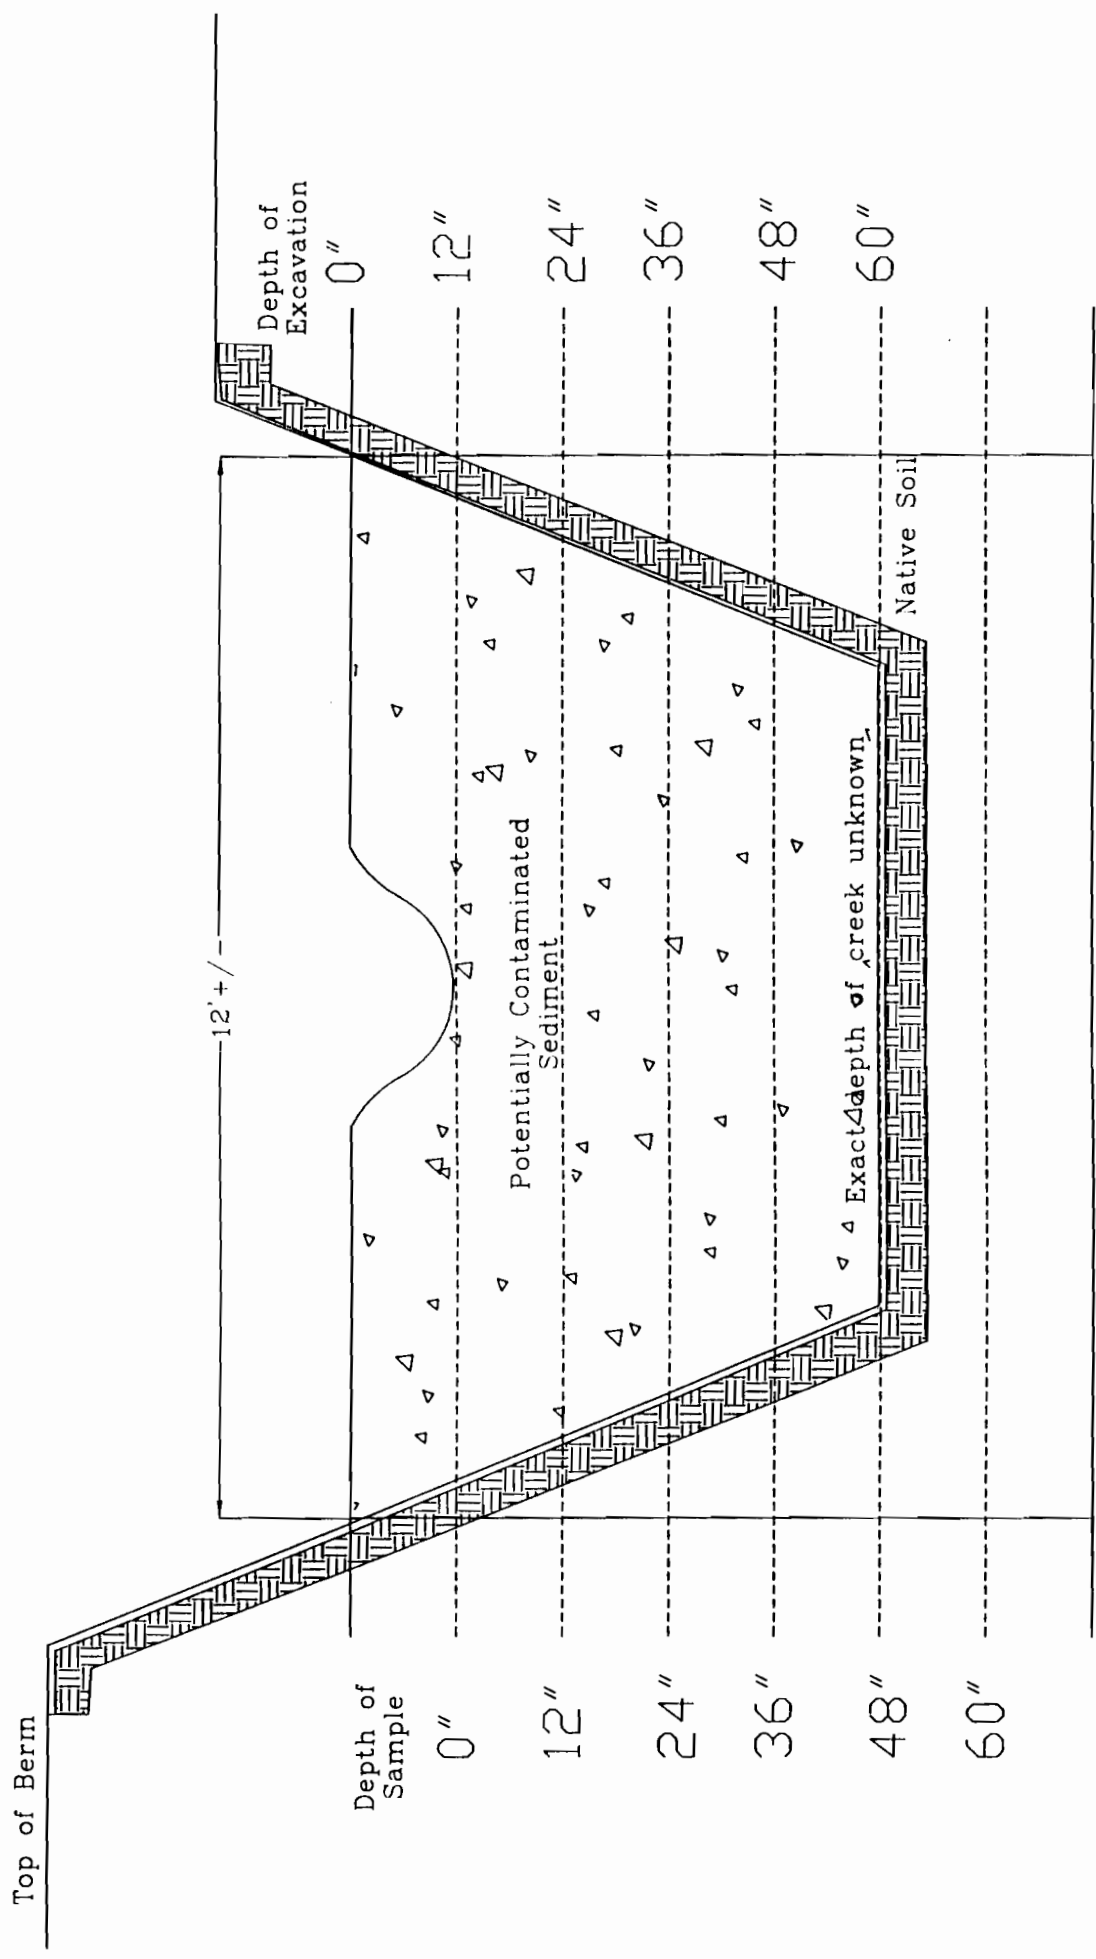 Top of Berm
12'+/-
Depth of
Excavation
0"
12"
24"
36"
48"
60"
Depth of
Sample
0"
12"
24"
36"
48"
60"
Potentially Contaminated
Sediment
Exact depth of creek unknown
Native Soil